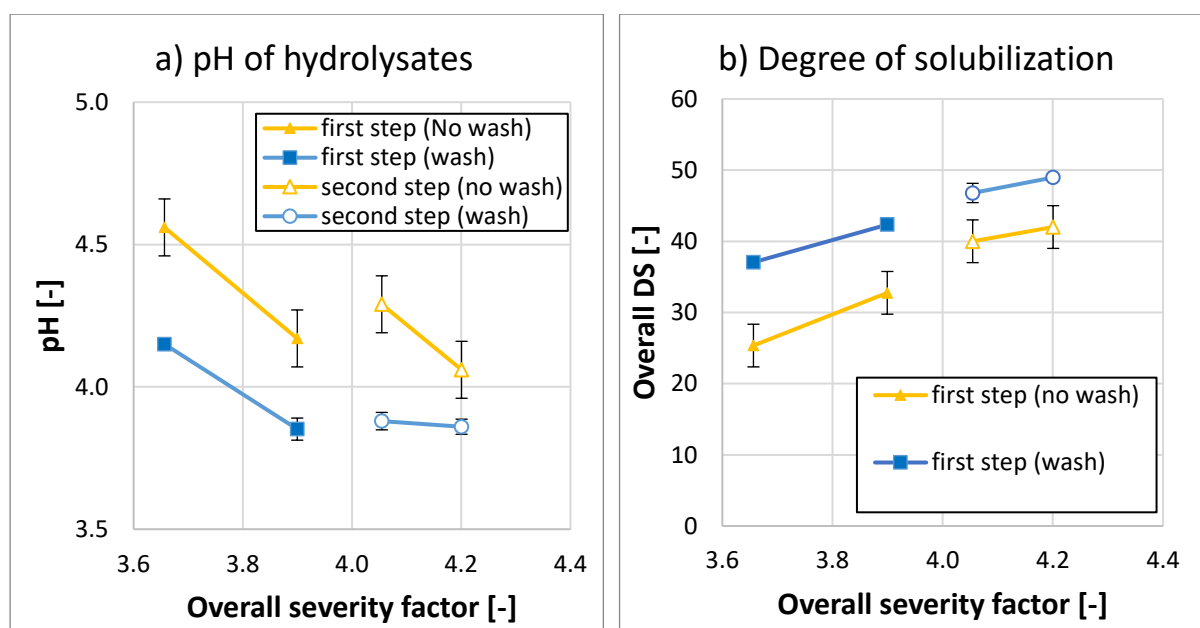 a) pH of hydrolysates
5.0
4.5
4.0
3.5
pH [-]
first step (No wash)
first step (wash)
second step (no wash)
second step (wash)
3.6 3.8 4.0 4.2 4.4
Overall severity factor [-]
b) Degree of solubilization
60
50
40
30
20
10
0
Overall DS [-]
first step (no wash)
first step (wash)
3.6 3.8 4.0 4.2 4.4
Overall severity factor [-]